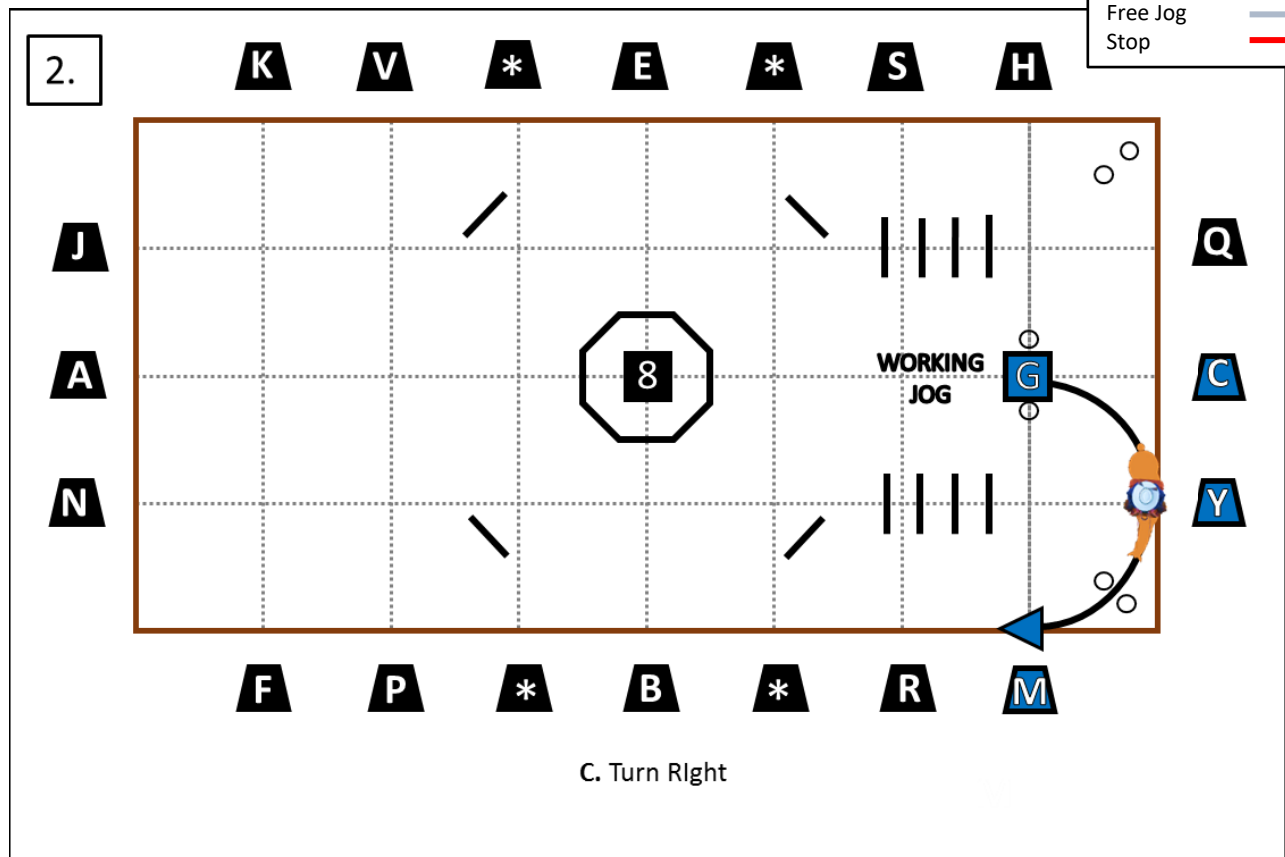 Free Jog
Stop
2.
K V * E * S H
J Q
8
WORKING
JOG
G
A C
N Y
F P * B * R M
C. Turn RIght